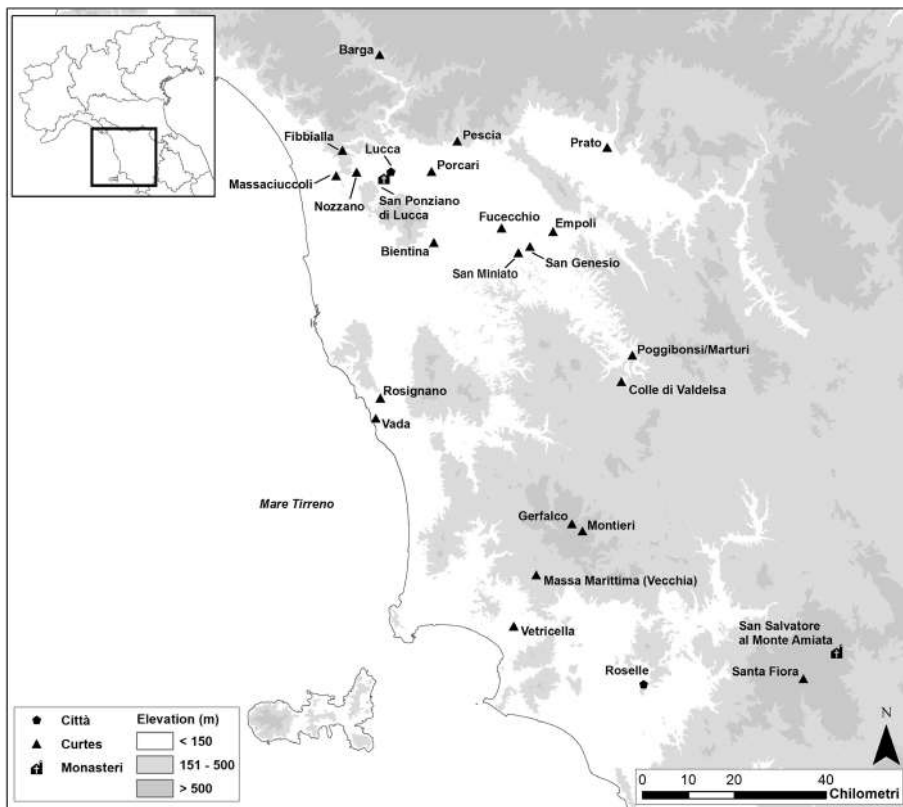 Barga
Fibbialla
Lucca
Pescia
Prato
Massaciuccoli
Nozzano
Porcari
San Ponziano
di Lucca
Fucecchio
Empoli
Bientina
San Genesio
San Miniato
Poggibonsi/Marturi
Colle di Valdelsa
Rosignano
Vada
Mare Tirreno
Gerfalco
Montieri
Massa Marittima (Vecchia)
Vetricella
San Salvatore
al Monte Amiata
Roselle
Santa Fiora
Città
Curtes
Monasteri
Elevation (m)
< 150
151 - 500
> 500
N
0 10 20 40
Chilometri